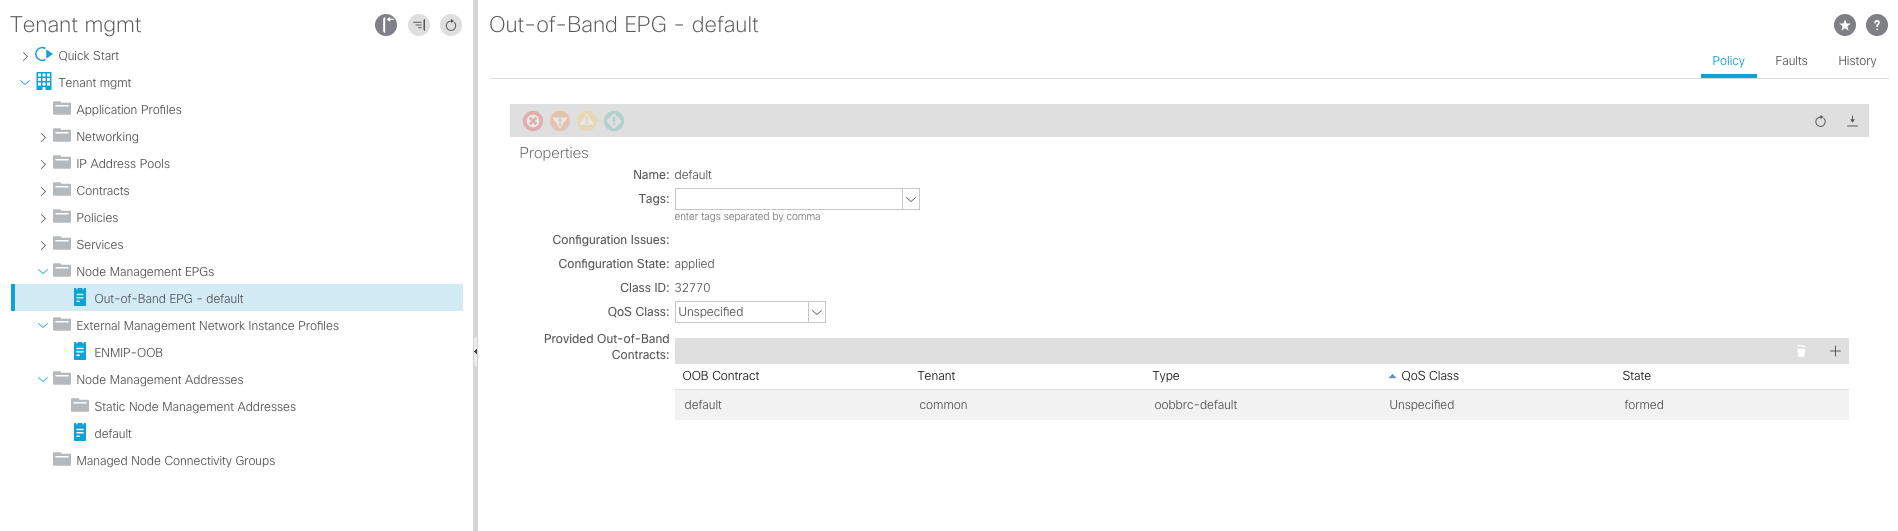 Tenant mgmt
Quick Start
Tenant mgmt
Application Profiles
Networking
IP Address Pools
Contracts
Policies
Services
Node Management EPGs
Out-of-Band EPG - default
External Management Network Instance Profiles
ENMIP-OOB
Node Management Addresses
Static Node Management Addresses
default
Managed Node Connectivity Groups
Out-of-Band EPG - default
Policy Faults History
Properties
Name: default
Tags:
enter tags separated by comma
Configuration Issues:
Configuration State: applied
Class ID: 32770
QoS Class: Unspecified
Provided Out-of-Band
Contracts:
OOB Contract Tenant Type QoS Class State
default common oobbrc-default Unspecified formed